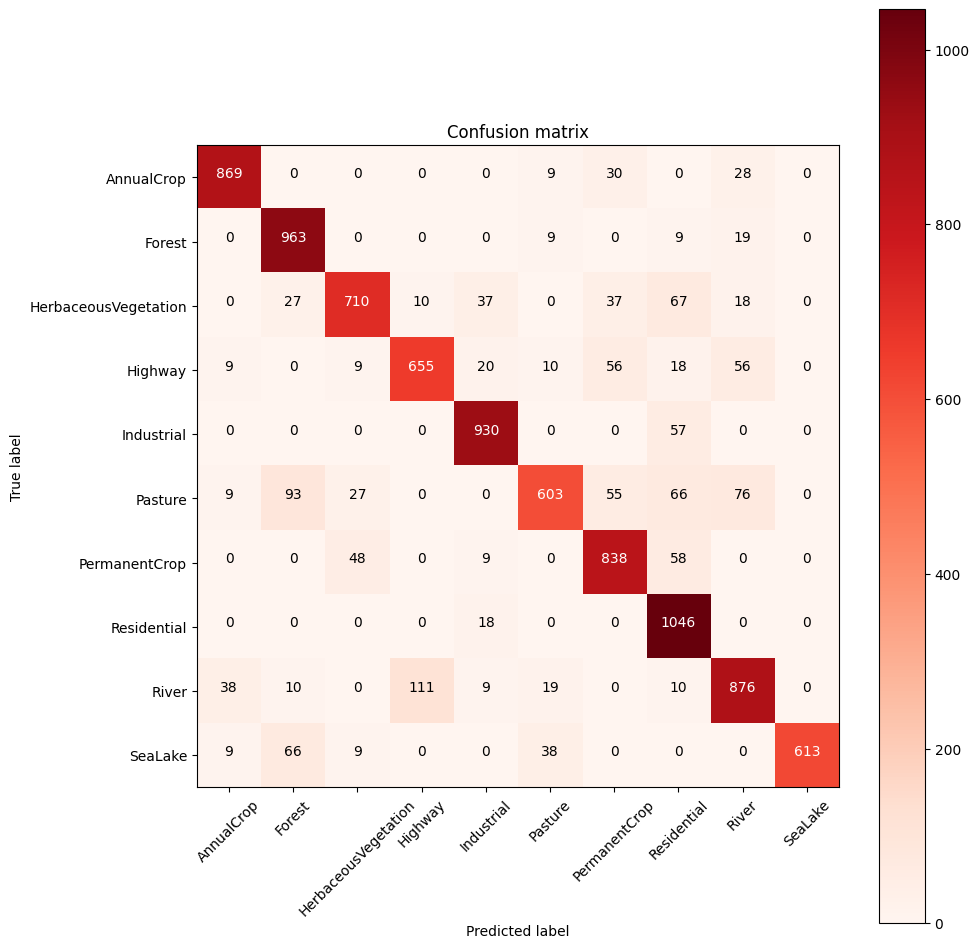 Confusion matrix
AnnualCrop 869 0 0 0 0 9 30 0 28 0
Forest 0 963 0 0 0 9 0 9 19 0
HerbaceousVegetation 0 27 710 10 37 0 37 67 18 0
Highway 9 0 9 655 20 10 56 18 56 0
Industrial 0 0 0 0 930 0 0 57 0 0
Pasture 9 93 27 0 0 603 55 66 76 0
PermanentCrop 0 0 48 0 9 0 838 58 0 0
Residential 0 0 0 0 18 0 0 1046 0 0
River 38 10 0 111 9 19 0 10 876 0
SeaLake 9 66 9 0 0 38 0 0 0 613
True label
AnnualCrop Forest HerbaceousVegetation Highway Industrial Pasture PermanentCrop Residential River SeaLake
Predicted label
1000
800
600
400
200
0